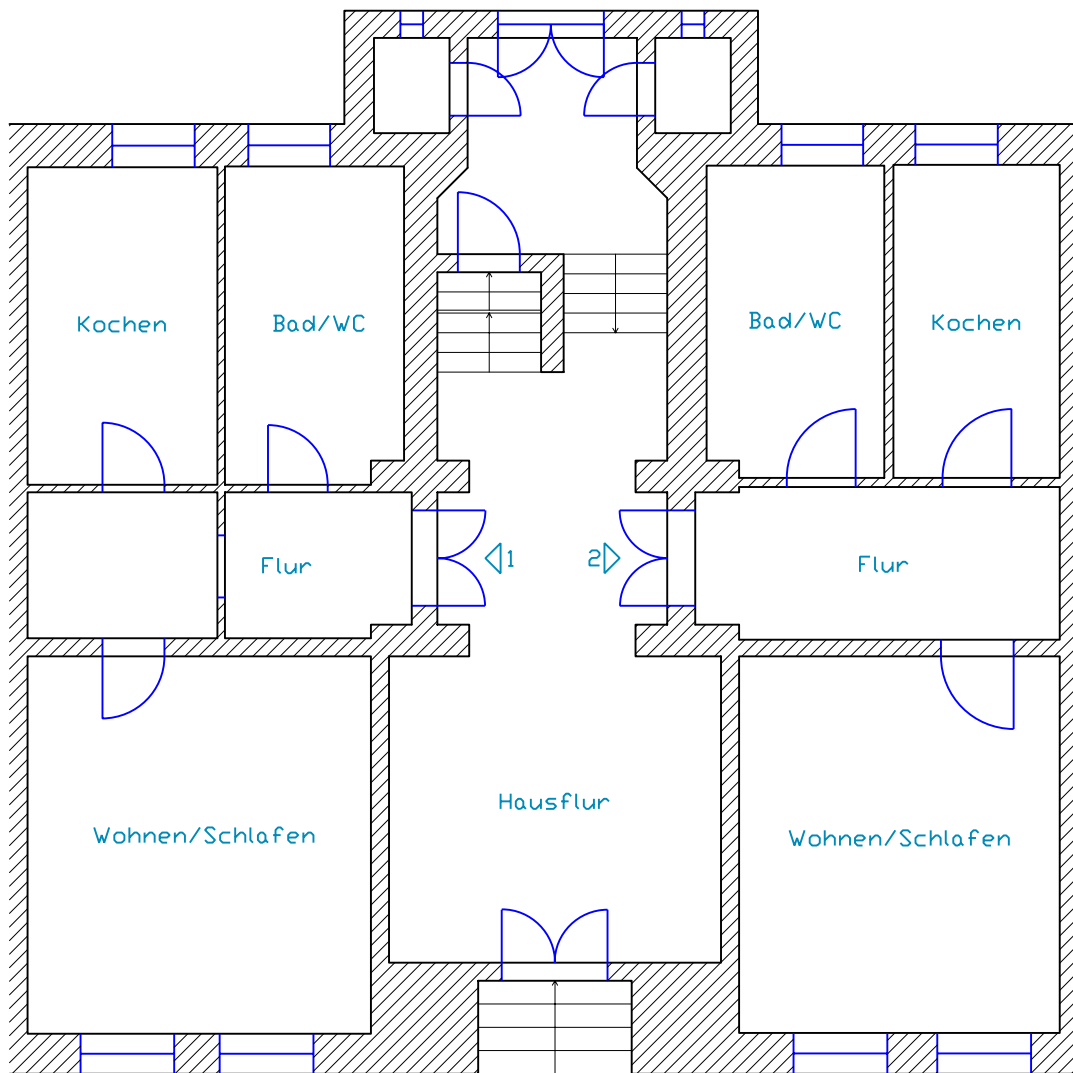 Kochen
Bad/WC
Bad/WC
Kochen
Flur
1
2
Flur
Hausflur
Wohnen/Schlafen
Wohnen/Schlafen